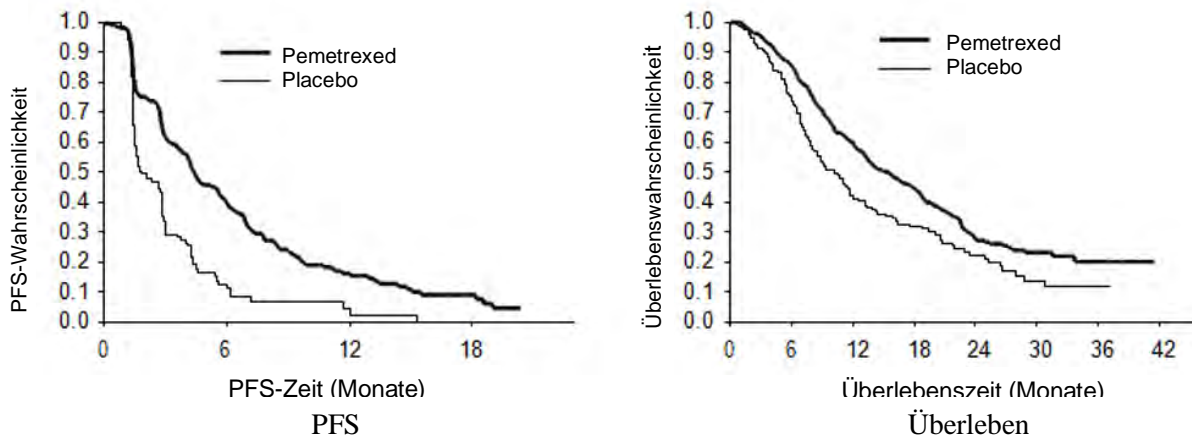 PFS-Wahrscheinlichkeit
1.0
0.9
0.8
0.7
0.6
0.5
0.4
0.3
0.2
0.1
0.0
Pemetrexed
Placebo
0 6 12 18
PFS-Zeit (Monate)
PFS
Überlebenswahrscheinlichkeit
1.0
0.9
0.8
0.7
0.6
0.5
0.4
0.3
0.2
0.1
0.0
Pemetrexed
Placebo
0 6 12 18 24 30 36 42
Überlebenszeit (Monate)
Überleben